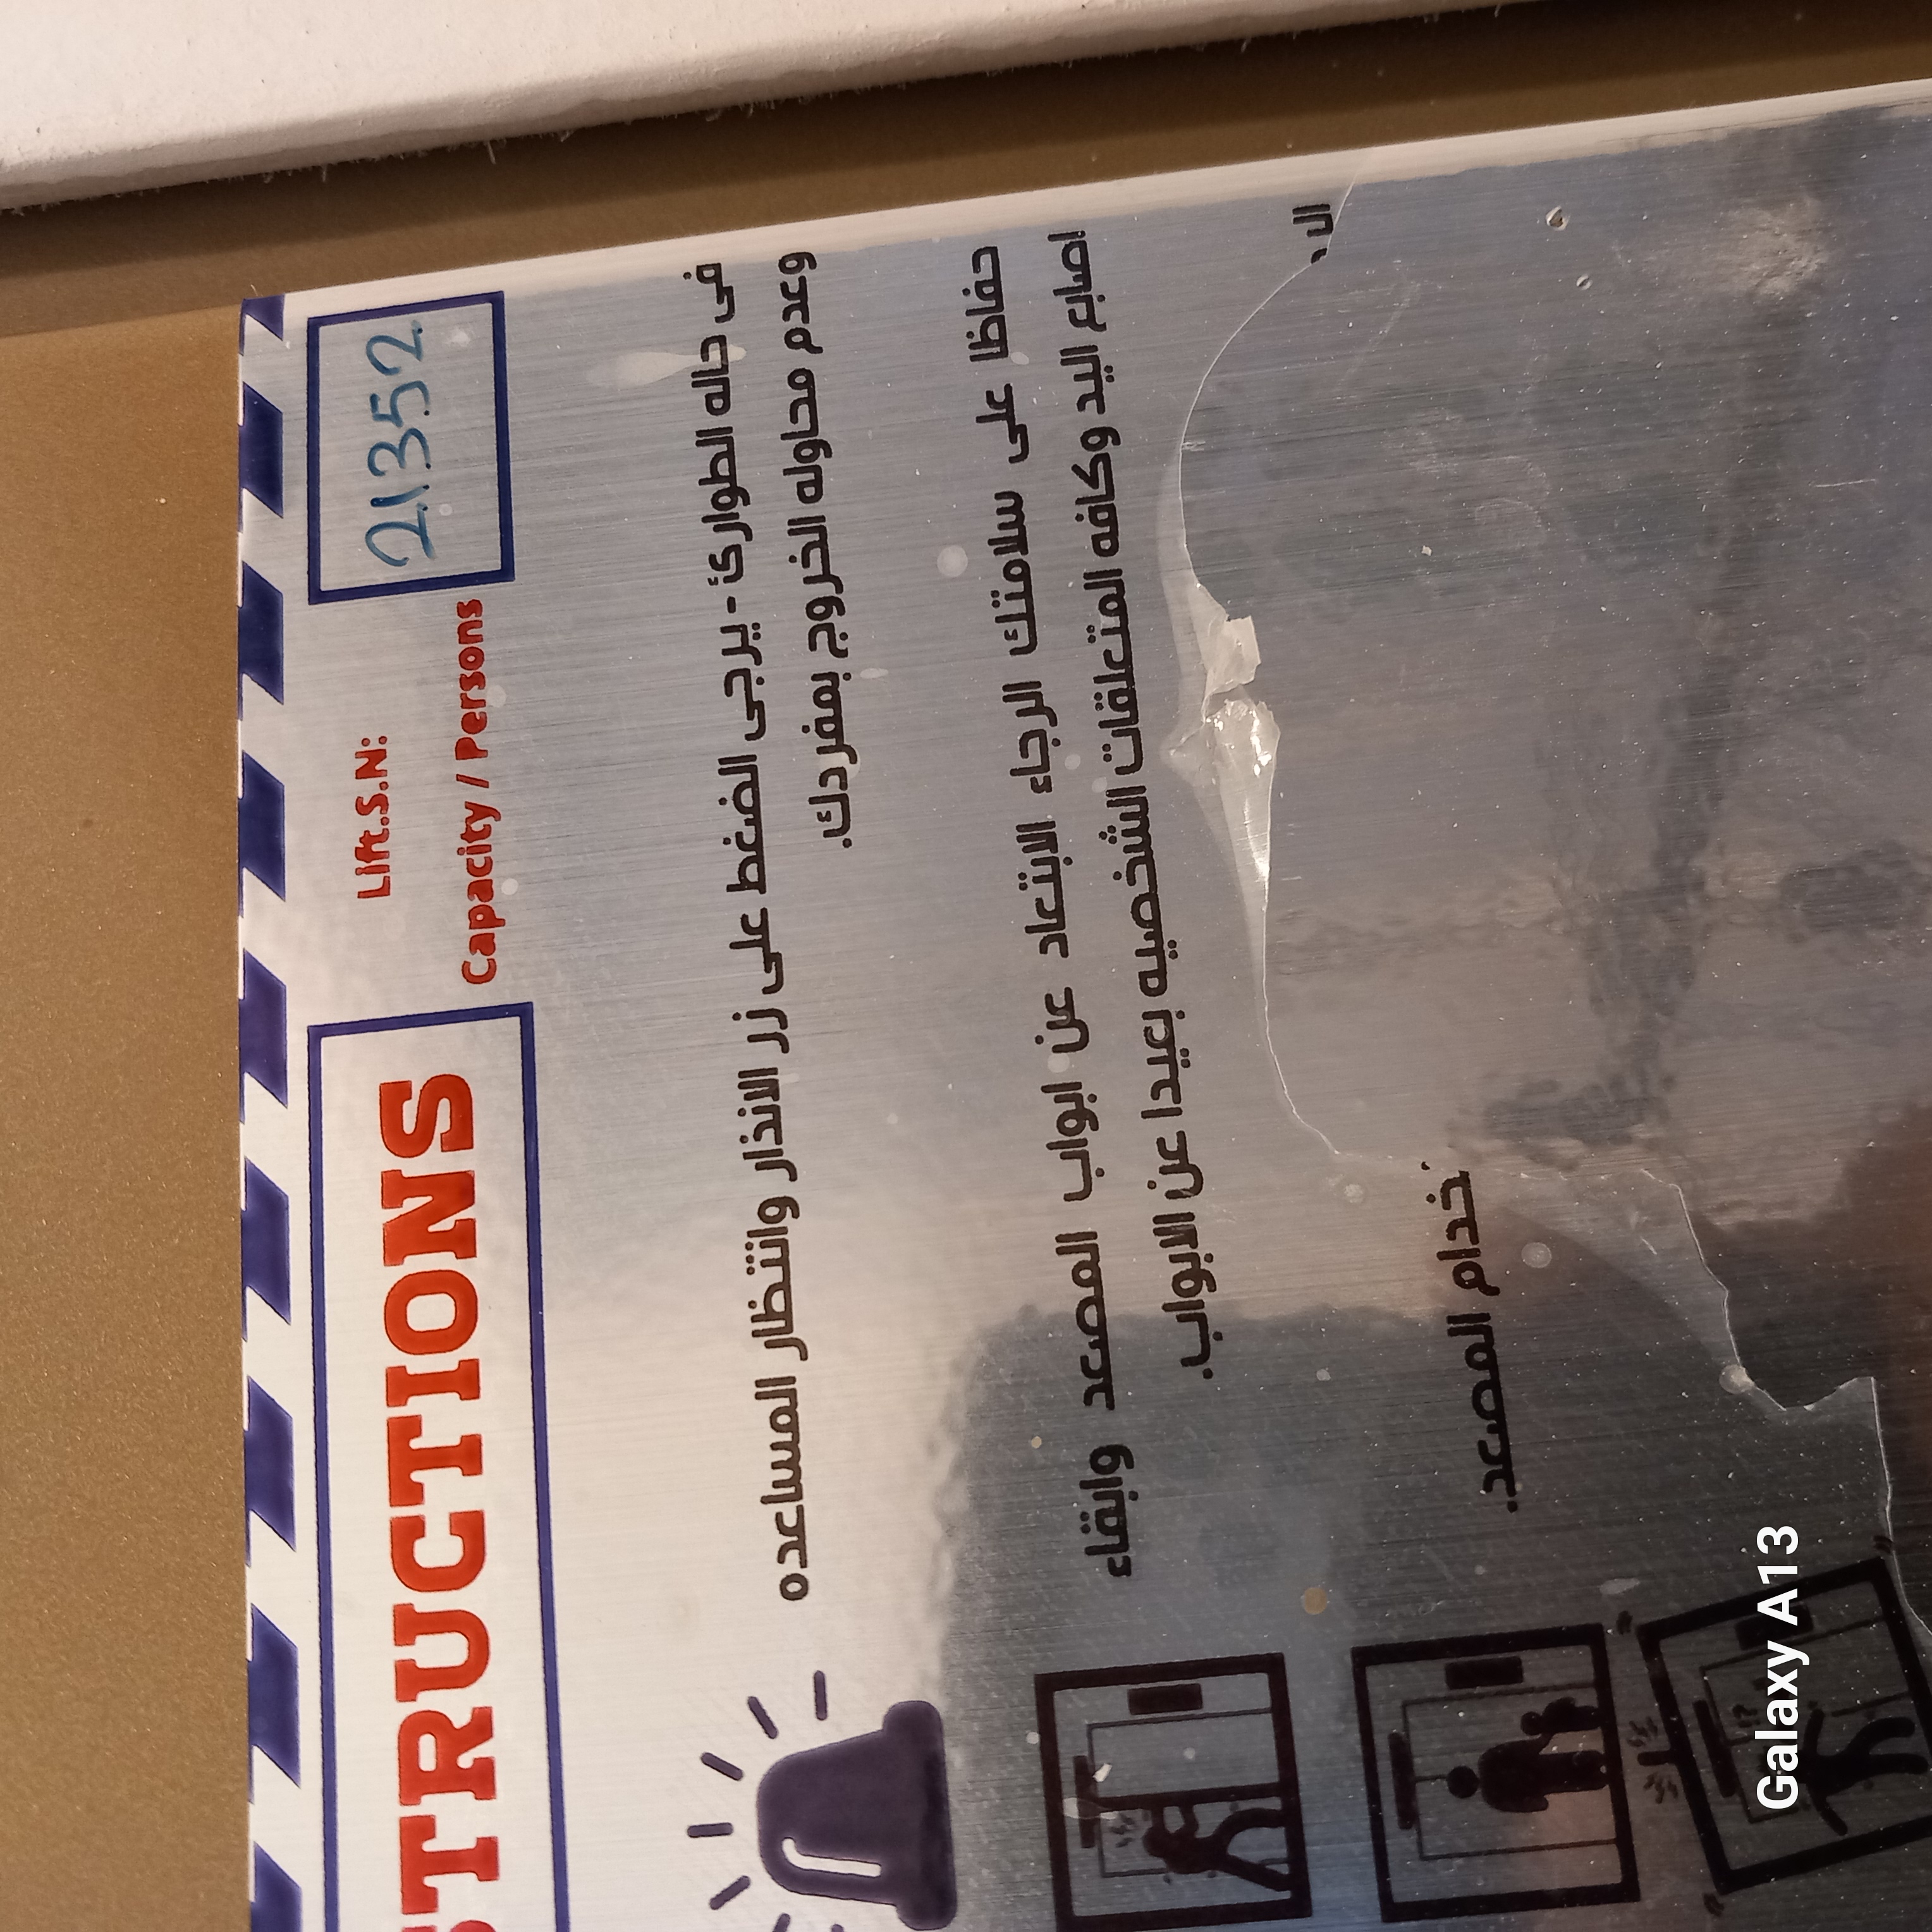 STRUCTIONS
Lift.S.N:
21352
Capacity / Persons
فى حاله الطوارئ - يرجى الضغط على زر الانذار وانتظار المساعده
وعدم محاوله الخروج بمفردك.
حفاظا على سلامتك الرجاء الابتعاد عن ابواب المصعد وابقاء
اصابع اليد وكافه المتعلقات الشخصيه بعيدا عن الابواب.
خدام المصعد.
Galaxy A13